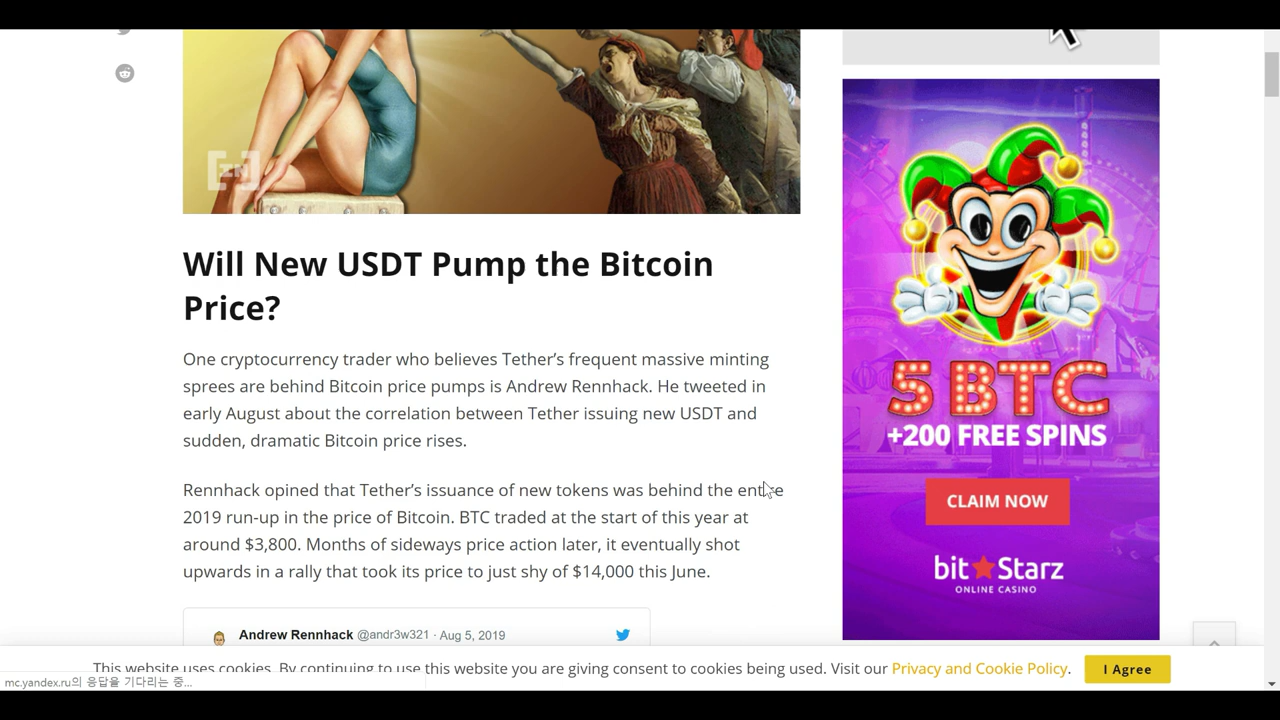 [ZN]
Will New USDT Pump the Bitcoin
Price?
One cryptocurrency trader who believes Tether’s frequent massive minting
sprees are behind Bitcoin price pumps is Andrew Rennhack. He tweeted in
early August about the correlation between Tether issuing new USDT and
sudden, dramatic Bitcoin price rises.
Rennhack opined that Tether’s issuance of new tokens was behind the entire
2019 run-up in the price of Bitcoin. BTC traded at the start of this year at
around $3,800. Months of sideways price action later, it eventually shot
upwards in a rally that took its price to just shy of $14,000 this June.
Andrew Rennhack @andr3w321 · Aug 5, 2019
5 BTC
+200 FREE SPINS
CLAIM NOW
bit Starz
ONLINE CASINO
This website uses cookies. By continuing to use this website you are giving consent to cookies being used. Visit our Privacy and Cookie Policy.
I Agree
mc.yandex.ru의 응답을 기다리는 중...